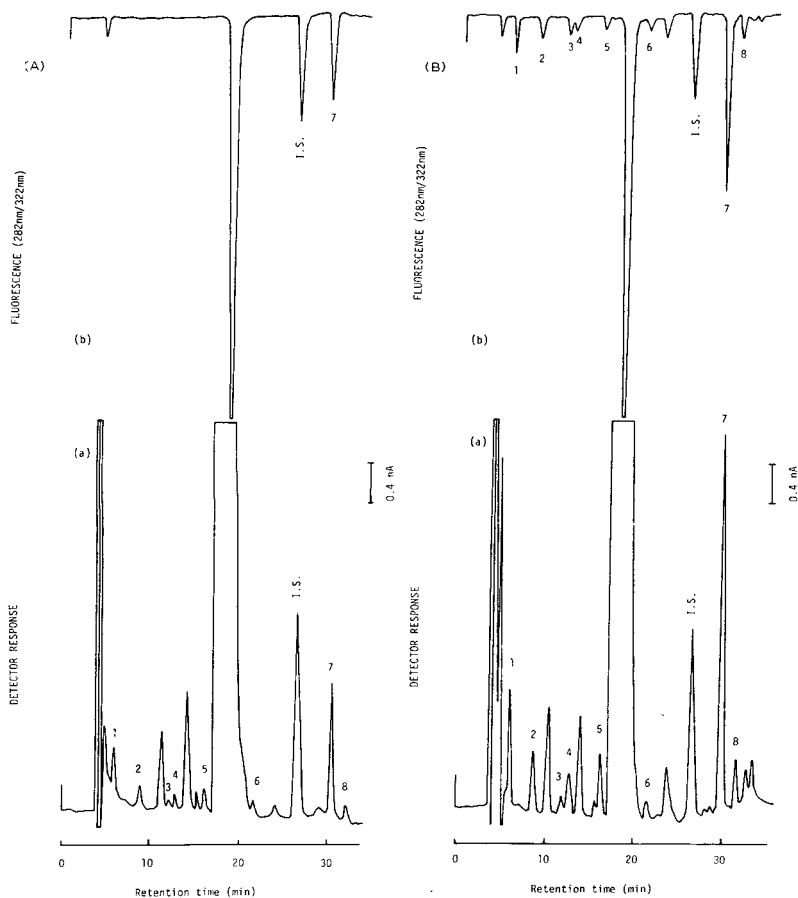 (A)
FLUORESCENCE (282nm/322nm)
I.S.
7
(b)
(a)
0.4 nA
DETECTOR RESPONSE
1
2
3
4
5
6
I.S.
7
8
0 10 20 30
Retention time (min)
(B)
FLUORESCENCE (282nm/322nm)
1
2
3
4
5
6
I.S.
7
8
(b)
(a)
0.4 nA
DETECTOR RESPONSE
1
2
3
4
5
6
I.S.
7
8
0 10 20 30
Retention time (min)